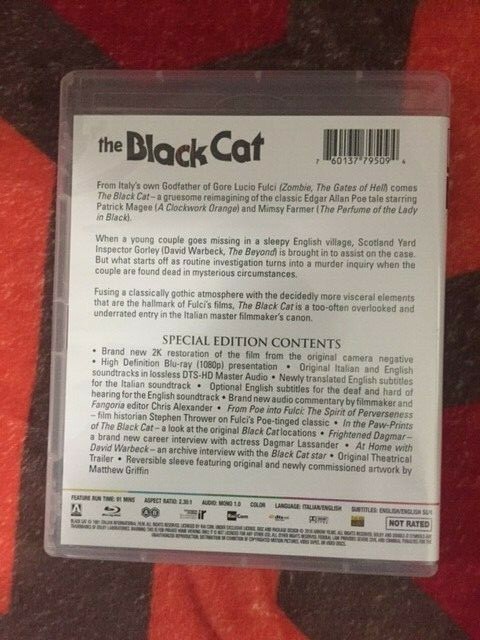 the Black Cat
7 60137 79509 4
From Italy's own Godfather of Gore Lucio Fulci (Zombie, The Gates of Hell) comes
The Black Cat – a gruesome reimagining of the classic Edgar Allan Poe tale starring
Patrick Magee (A Clockwork Orange) and Mimsy Farmer (The Perfume of the Lady
in Black).
When a young couple goes missing in a sleepy English village, Scotland Yard
Inspector Gorley (David Warbeck, The Beyond) is brought in to assist on the case.
But what starts off as routine investigation turns into a murder inquiry when the
couple are found dead in mysterious circumstances.
Fusing a classically gothic atmosphere with the decidedly more visceral elements
that are the hallmark of Fulci's films, The Black Cat is a too-often overlooked and
underrated entry in the Italian master filmmaker's canon.
SPECIAL EDITION CONTENTS
• Brand new 2K restoration of the film from the original camera negative
• High Definition Blu-ray (1080p) presentation • Original Italian and English
soundtracks in lossless DTS-HD Master Audio • Newly translated English subtitles
for the Italian soundtrack • Optional English subtitles for the deaf and hard of
hearing for the English soundtrack • Brand new audio commentary by filmmaker and
Fangoria editor Chris Alexander • From Poe into Fulci: The Spirit of Perverseness
– film historian Stephen Thrower on Fulci's Poe-tinged classic • In the Paw-Prints
of The Black Cat – a look at the original Black Cat locations • Frightened Dagmar –
a brand new career interview with actress Dagmar Lassander • At Home with
David Warbeck – an archive interview with the Black Cat star • Original Theatrical
Trailer • Reversible sleeve featuring original and newly commissioned artwork by
Matthew Griffin
FEATURE RUN TIME: 91 MINS ASPECT RATIO: 2.35:1 AUDIO: MONO 1.0 COLOR LANGUAGE: ITALIAN/ENGLISH SUBTITLES: ENGLISH/ENGLISH SDH
NOT RATED